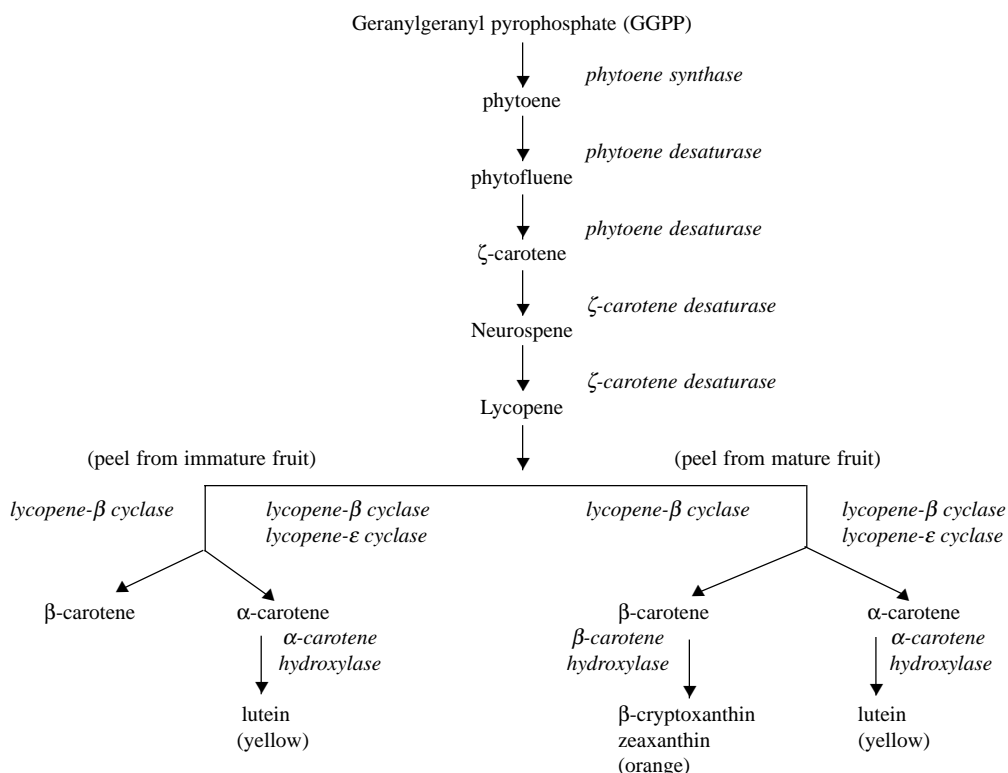 Geranylgeranyl pyrophosphate (GGPP)
phytoene synthase
phytoene
phytoene desaturase
phytofluene
phytoene desaturase
ζ-carotene
ζ-carotene desaturase
Neurospene
ζ-carotene desaturase
Lycopene
(peel from immature fruit)
(peel from mature fruit)
lycopene-β cyclase
lycopene-β cyclase
lycopene-ε cyclase
lycopene-β cyclase
lycopene-β cyclase
lycopene-ε cyclase
β-carotene
α-carotene
α-carotene
hydroxylase
lutein
(yellow)
β-carotene
β-carotene
hydroxylase
β-cryptoxanthin
zeaxanthin
(orange)
α-carotene
α-carotene
hydroxylase
lutein
(yellow)